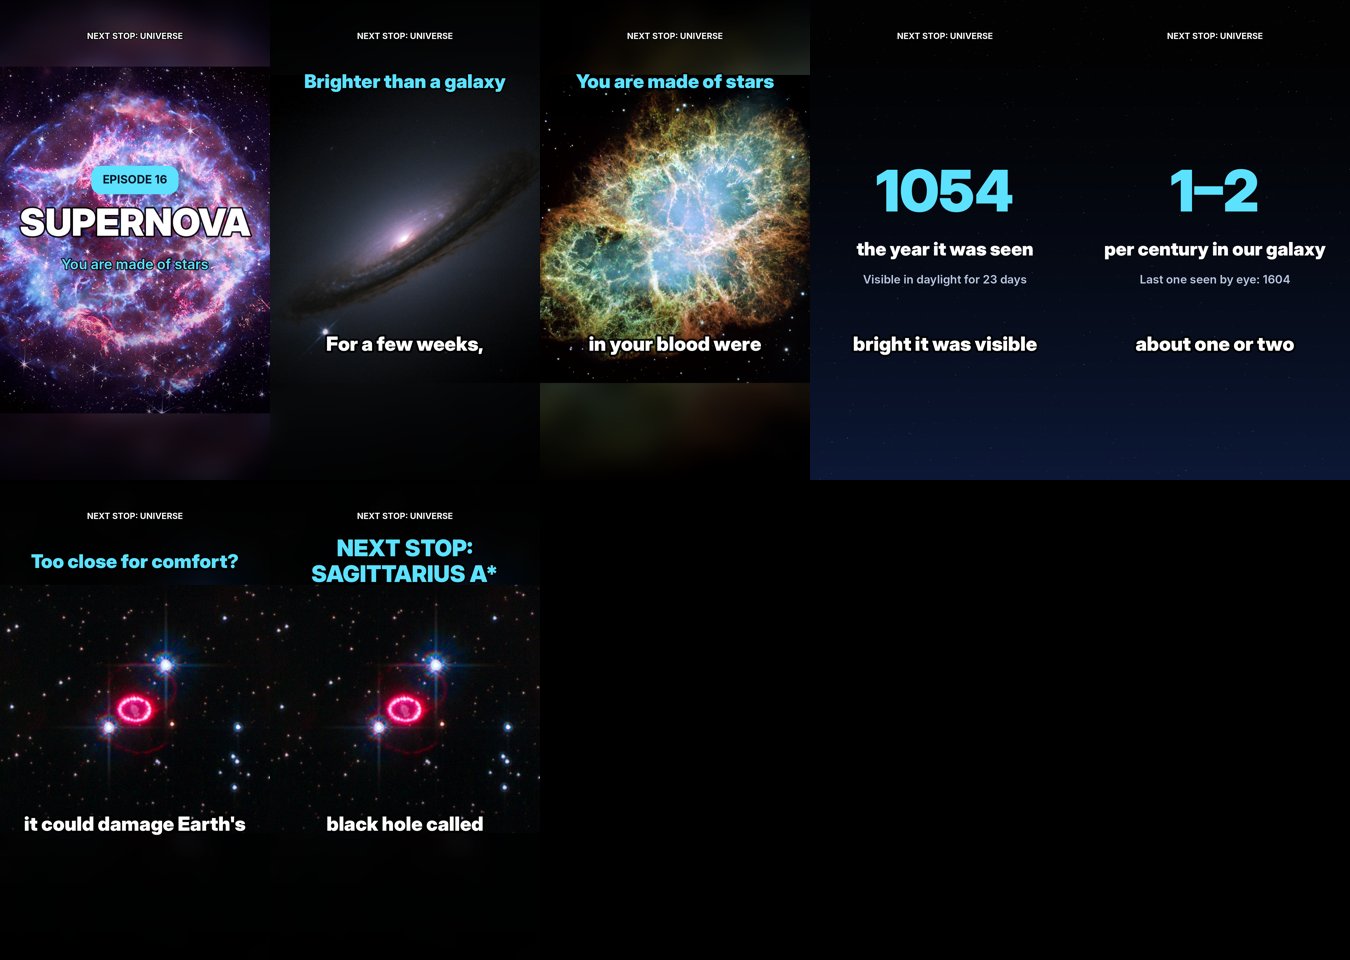 NEXT STOP: UNIVERSE
EPISODE 16
SUPERNOVA
You are made of stars
NEXT STOP: UNIVERSE
Brighter than a galaxy
For a few weeks,
NEXT STOP: UNIVERSE
You are made of stars
in your blood were
NEXT STOP: UNIVERSE
1054
the year it was seen
Visible in daylight for 23 days
bright it was visible
NEXT STOP: UNIVERSE
1–2
per century in our galaxy
Last one seen by eye: 1604
about one or two
NEXT STOP: UNIVERSE
Too close for comfort?
it could damage Earth's
NEXT STOP: UNIVERSE
NEXT STOP:
SAGITTARIUS A*
black hole called